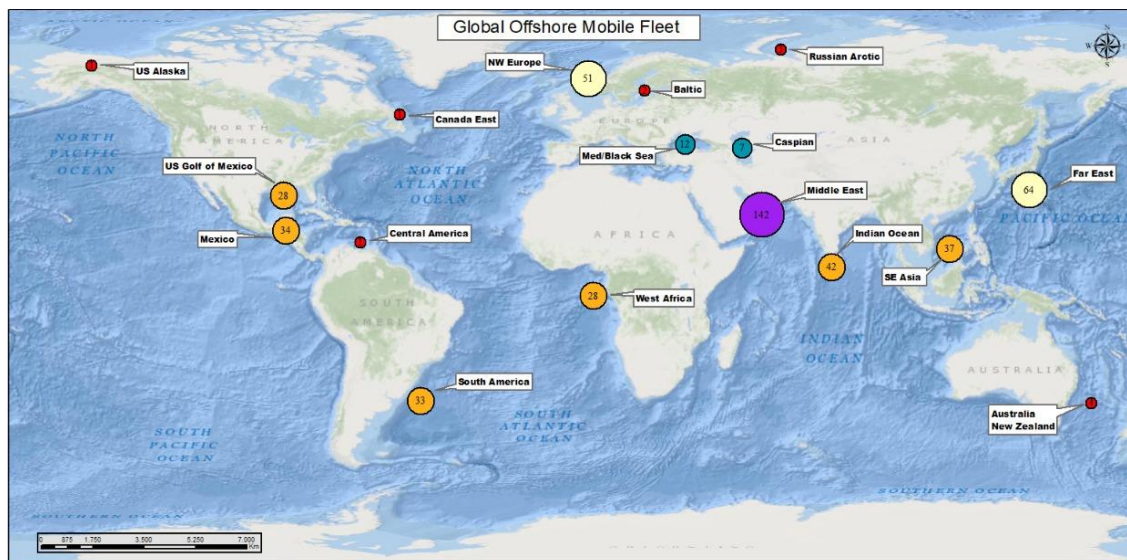 Global Offshore Mobile Fleet
N
W
E
S
Russian Arctic
NW Europe
51
US Alaska
Baltic
Canada East
NORTH
AMERICA
EUROPE
ASIA
NORTH
PACIFIC
OCEAN
12
7
Caspian
Med/Black Sea
US Golf of Mexico
NORTH
ATLANTIC
OCEAN
28
Middle East
142
Far East
64
PACIFIC OCEAN
34
Mexico
Central America
AFRICA
Indian Ocean
42
37
SE Asia
28
West Africa
SOUTH
AMERICA
INDIAN
OCEAN
AUSTRALIA
South America
33
Australia
New Zealand
SOUTH
PACIFIC
OCEAN
SOUTH
ATLANTIC
OCEAN
SOUTHERN OCEAN
SOUTHERN OCEAN
0 875 1.750 3.500 5.250 7.000
Km